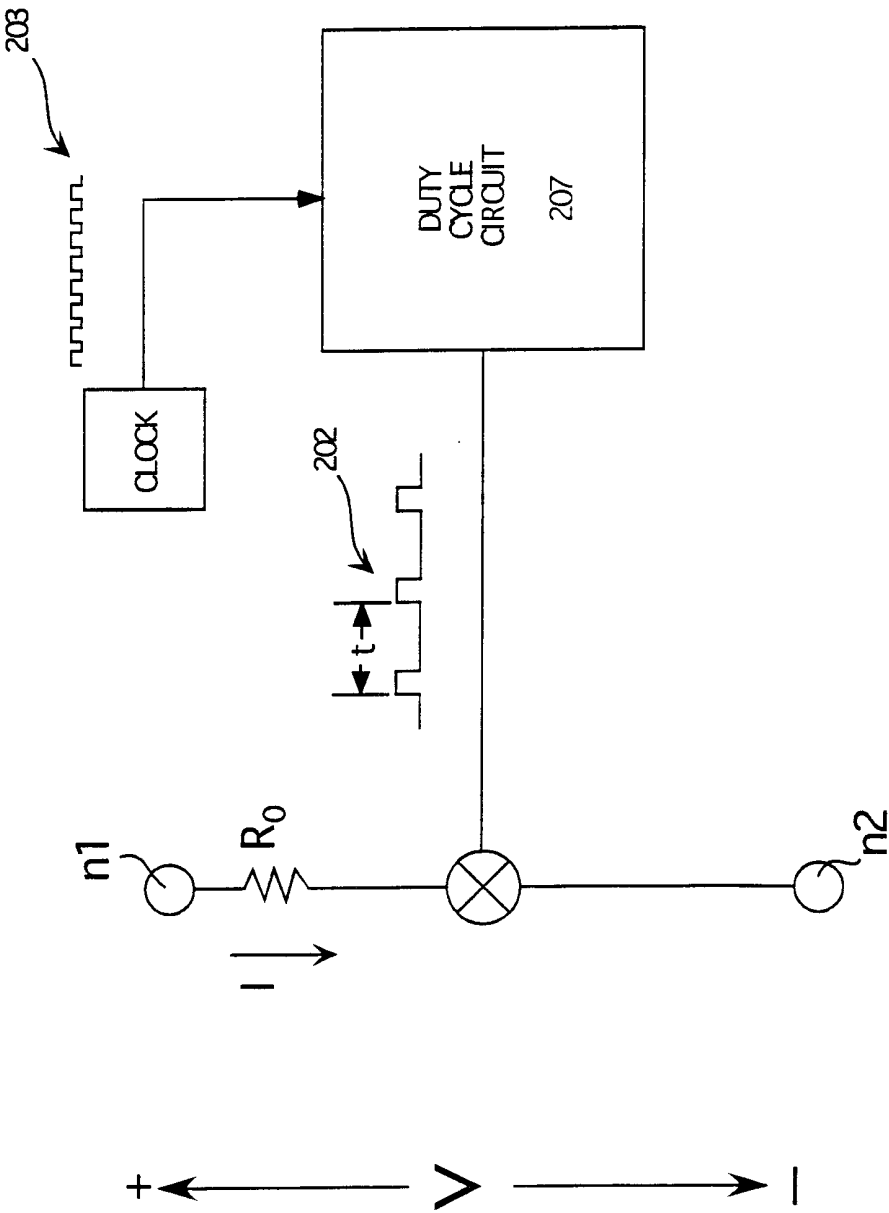 203
CLOCK
DUTY
CYCLE
CIRCUIT
207
202
t
n1
R₀
I
n2
+
V
−